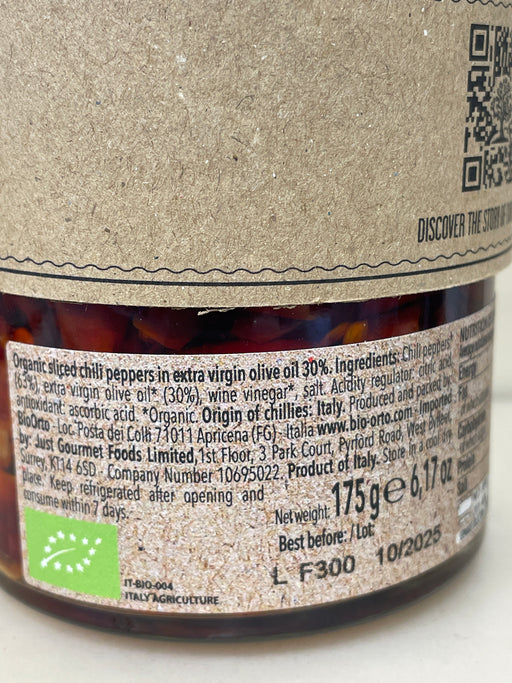 DISCOVER THE STORY OF
Organic sliced chili peppers in extra virgin olive oil 30%. Ingredients: Chili peppers*
(63%), extra virgin olive oil* (30%), wine vinegar*, salt. Acidity regulator: citric acid,
antioxidant: ascorbic acid. *Organic. Origin of chillies: Italy. Produced and packed by:
BioOrto - Loc. Posta dei Colli 71011 Apricena (FG) - Italia www.bio-orto.com - Imported
by: Just Gourmet Foods Limited, 1st Floor, 3 Park Court, Pyrford Road, West Byfleet,
Surrey, KT14 6SD. Company Number 10695022. Product of Italy. Store in a cool dry
place. Keep refrigerated after opening and
consume within 7 days.
Net weight: 175 g e 6,17 oz
Best before: / Lot:
L F300 10/2025
IT-BIO-004
ITALY AGRICULTURE
Energy
Fat